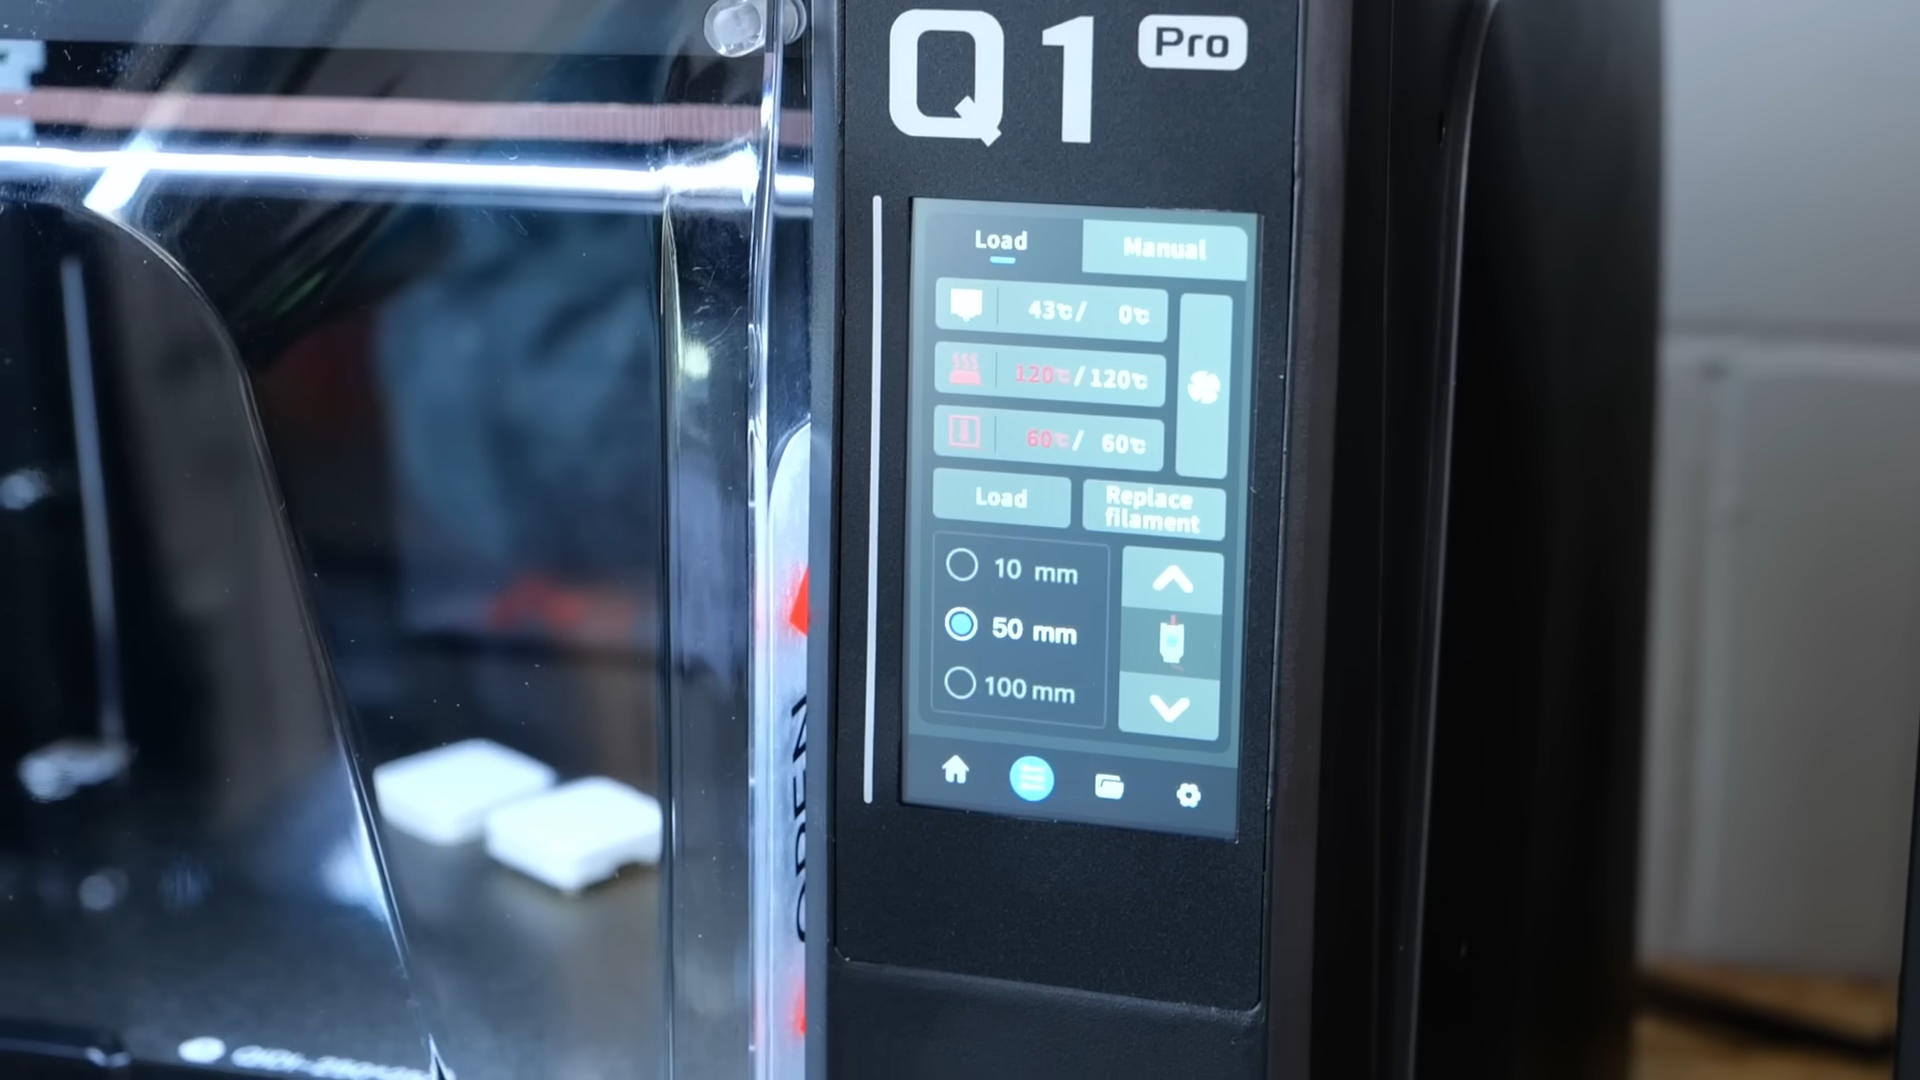 Q1 Pro
Load Manual
43℃/ 0℃
120℃/120℃
60℃/ 60℃
Load Replace filament
10 mm
50 mm
100 mm
OPEN